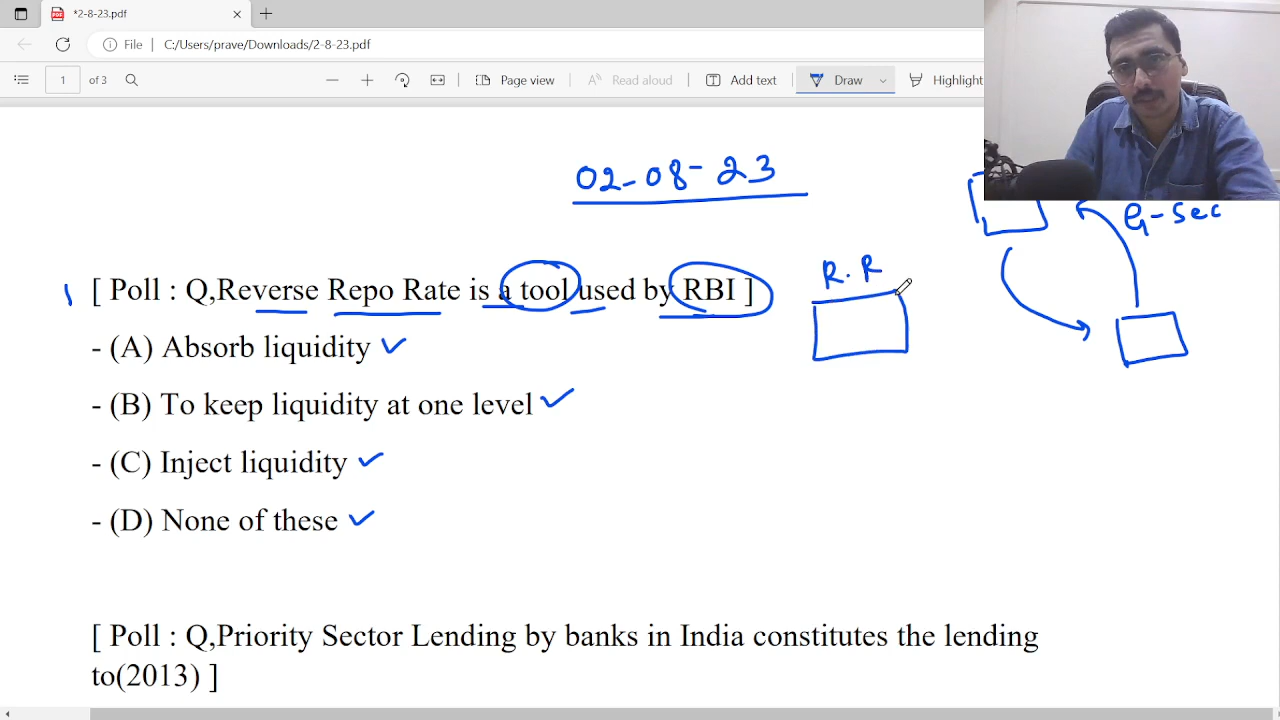 *2-8-23.pdf
File | C:/Users/prave/Downloads/2-8-23.pdf
1 of 3 Page view Read aloud Add text Draw Highlight
02-08-23
G-sec
R.R
1 [ Poll : Q,Reverse Repo Rate is a tool used by RBI ]
- (A) Absorb liquidity
- (B) To keep liquidity at one level
- (C) Inject liquidity
- (D) None of these
[ Poll : Q,Priority Sector Lending by banks in India constitutes the lending
to(2013) ]